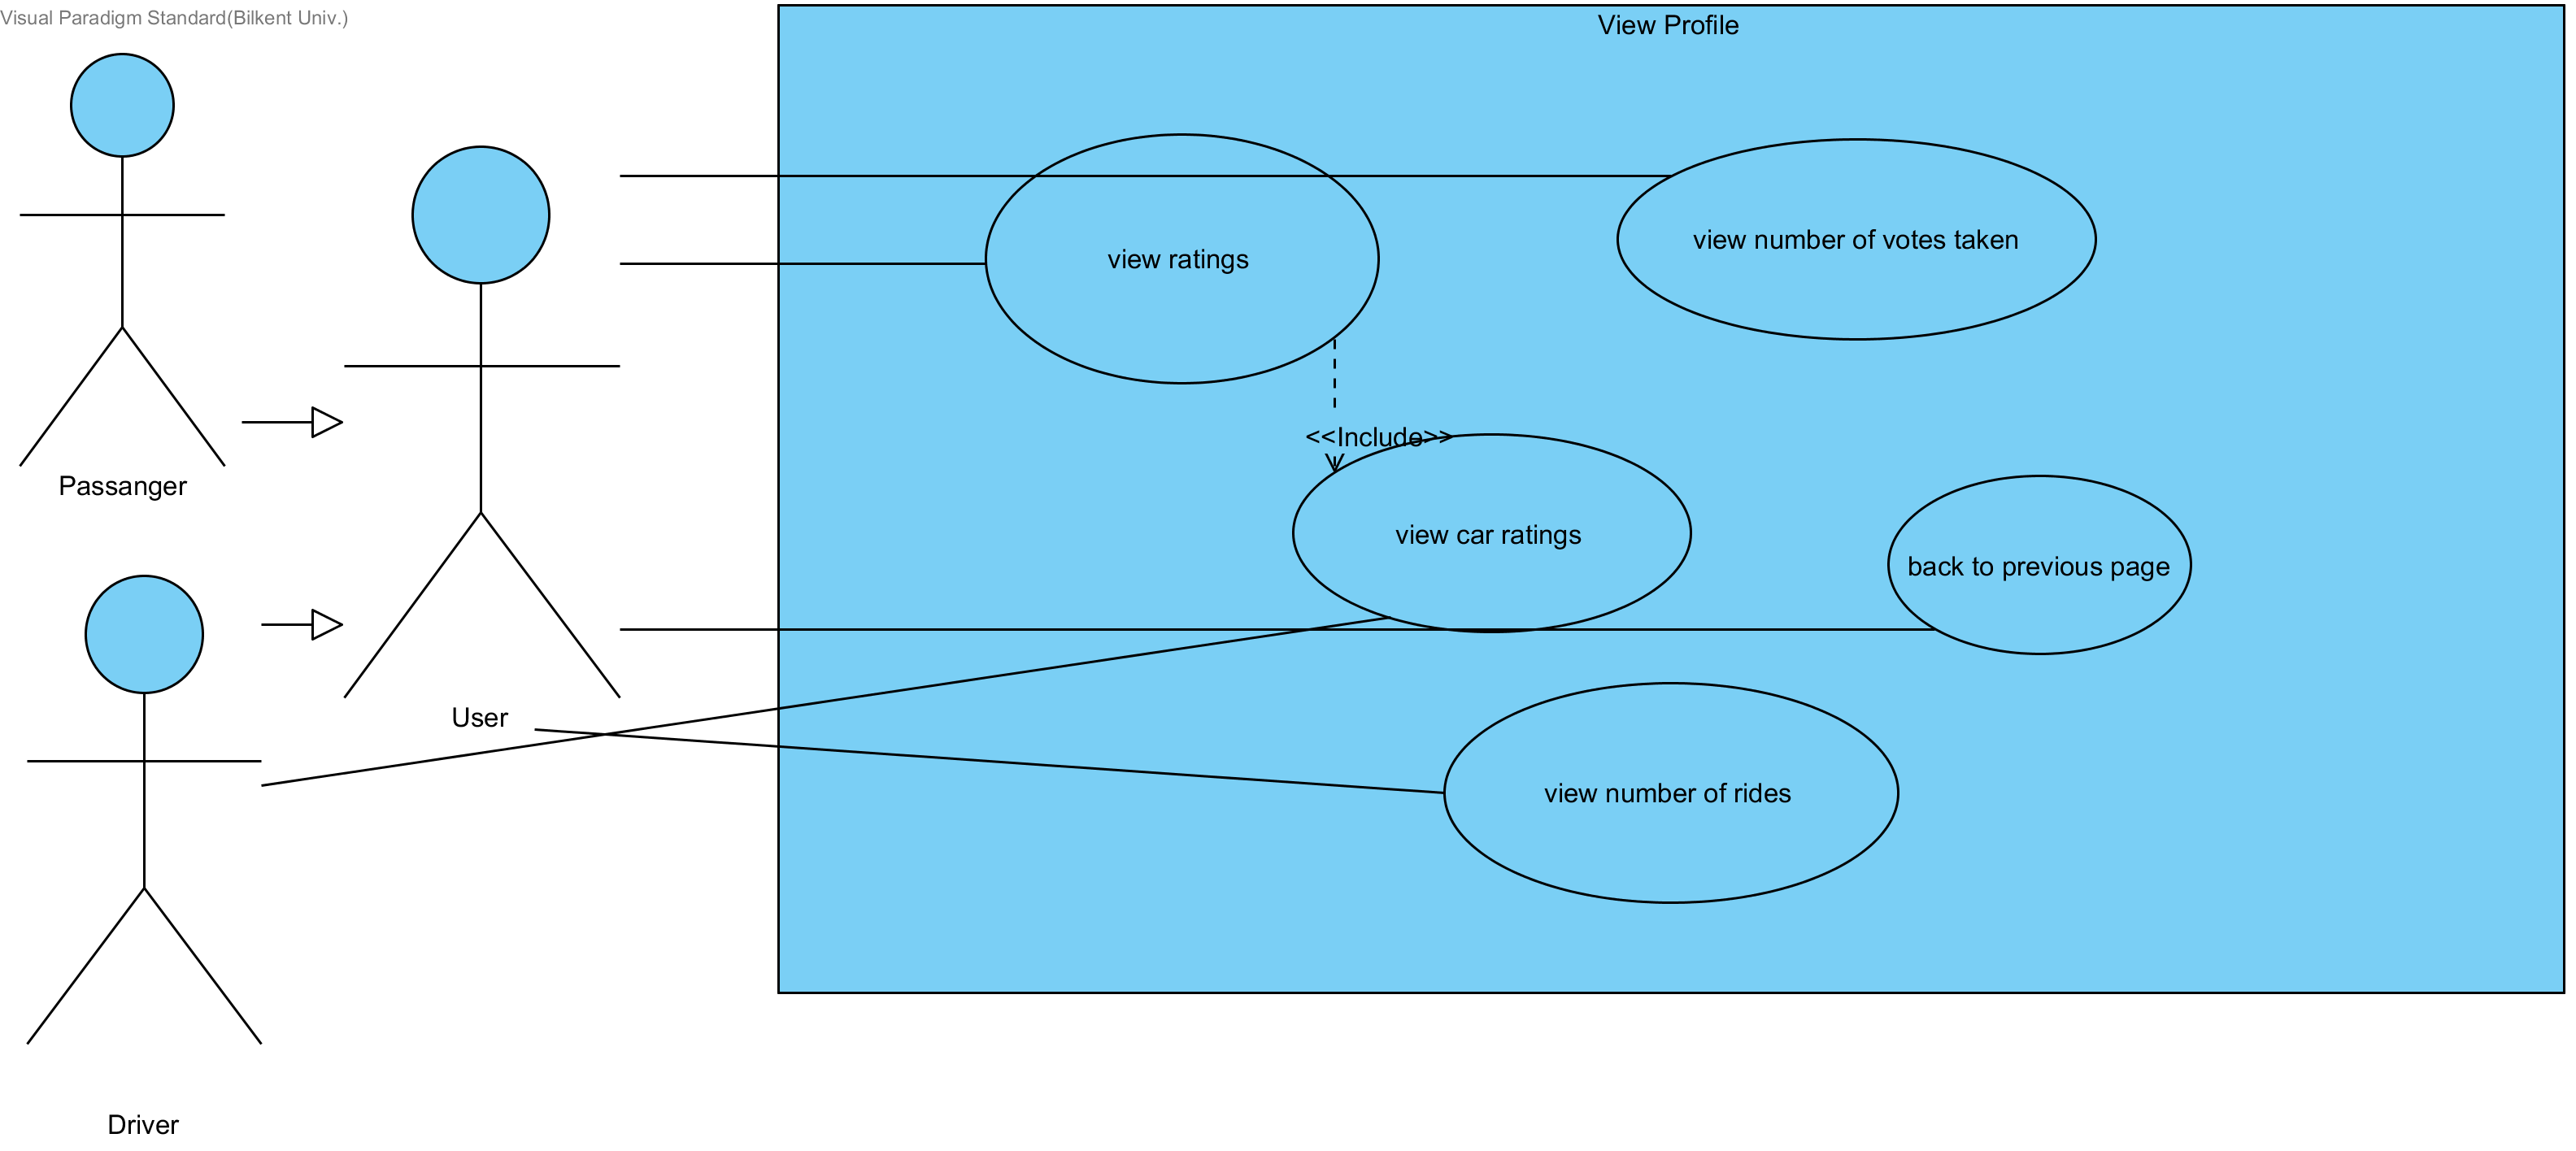 Visual Paradigm Standard(Bilkent Univ.)
View Profile
view ratings
view number of votes taken
<<Include>>
Passanger
view car ratings
back to previous page
User
view number of rides
Driver